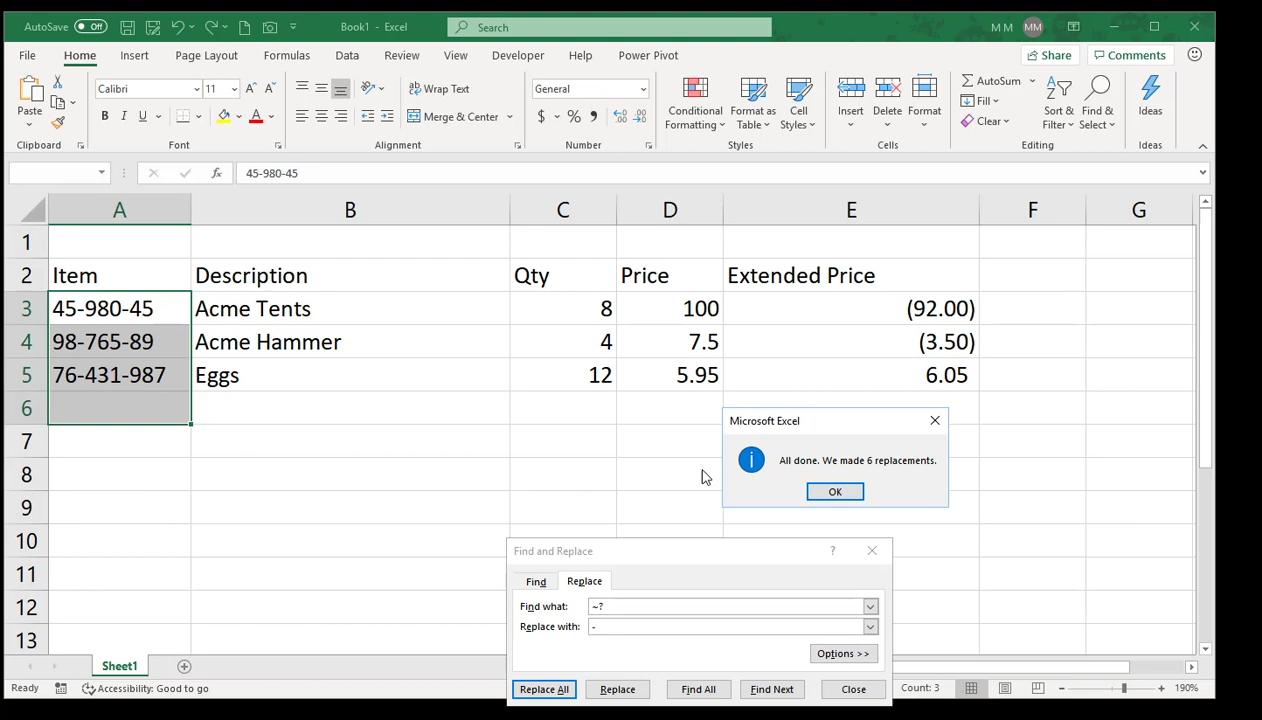 AutoSave Off Book1 - Excel Search M M MM
File Home Insert Page Layout Formulas Data Review View Developer Help Power Pivot Share Comments
Paste Calibri 11 A A Wrap Text General Conditional Formatting Format as Table Cell Styles Insert Delete Format AutoSum Fill Clear Sort & Filter Find & Select Ideas
B I U A Merge & Center $ % 9
Clipboard Font Alignment Number Styles Cells Editing Ideas
fx 45-980-45
A B C D E F G
1
2 Item Description Qty Price Extended Price
3 45-980-45 Acme Tents 8 100 (92.00)
4 98-765-89 Acme Hammer 4 7.5 (3.50)
5 76-431-987 Eggs 12 5.95 6.05
6
7
8
9
10
11
12
13
Microsoft Excel
All done. We made 6 replacements.
OK
Find and Replace ?
Find Replace
Find what: ~?
Replace with: -
Options >>
Replace All Replace Find All Find Next Close
Sheet1
Ready Accessibility: Good to go Count: 3 190%